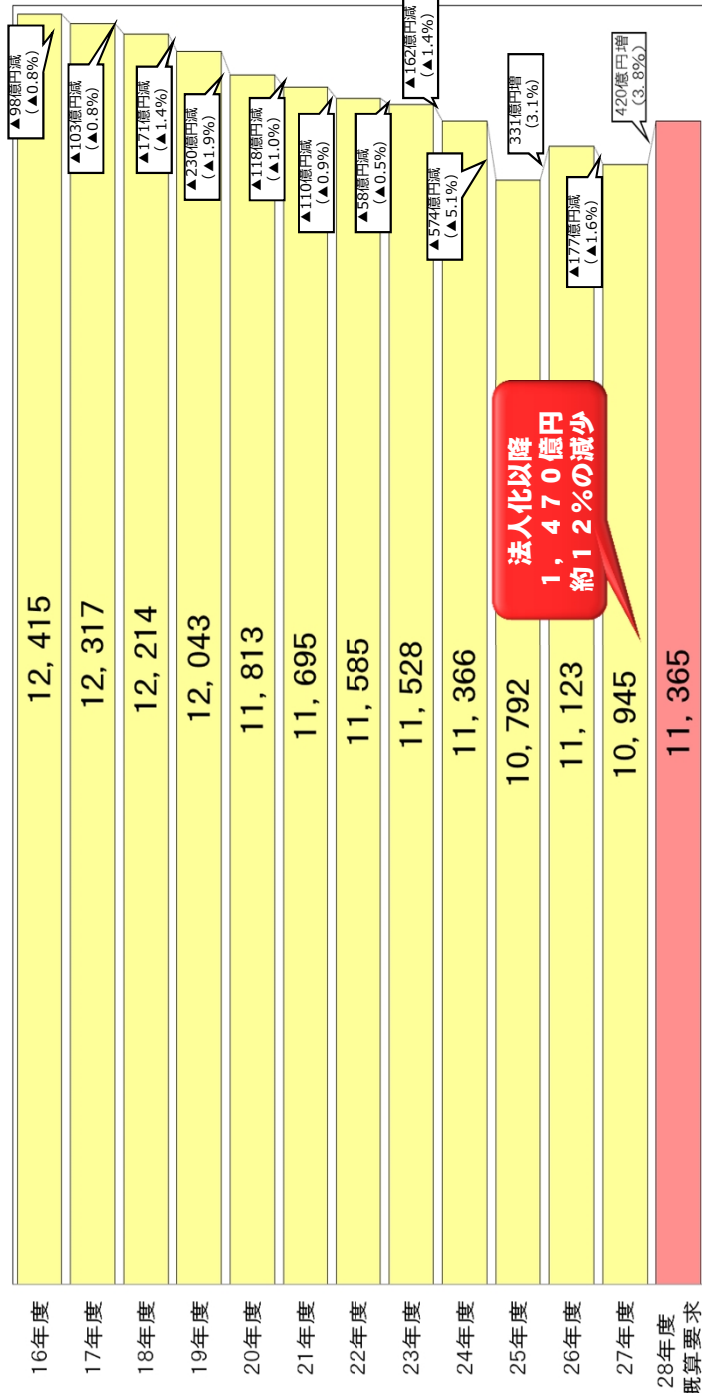 ▲98億円減
(▲0.8%)
▲103億円減
(▲0.8%)
▲171億円減
(▲1.4%)
▲230億円減
(▲1.9%)
▲118億円減
(▲1.0%)
▲110億円減
(▲0.9%)
▲58億円減
(▲0.5%)
▲162億円減
(▲1.4%)
▲574億円減
(▲5.1%)
331億円増
(3.1%)
▲177億円減
(▲1.6%)
420億円増
(3.8%)
法人化以降
1,470億円
約12%の減少
12,415
12,317
12,214
12,043
11,813
11,695
11,585
11,528
11,366
10,792
11,123
10,945
11,365
16年度
17年度
18年度
19年度
20年度
21年度
22年度
23年度
24年度
25年度
26年度
27年度
28年度
概算要求